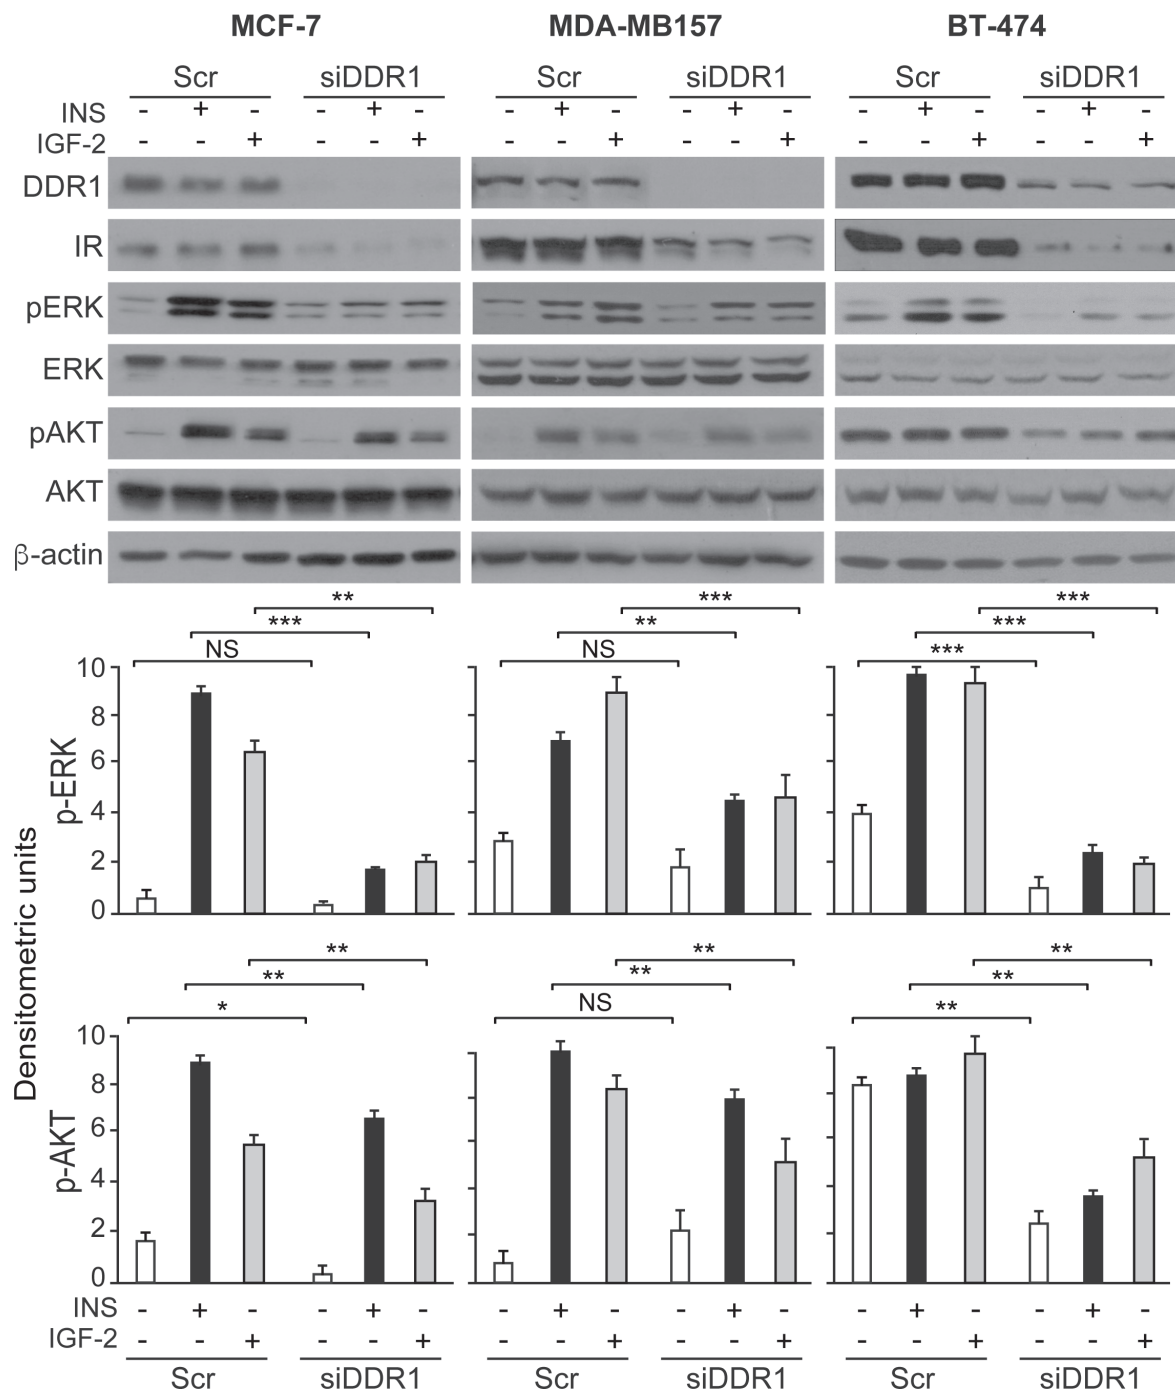 MCF-7 MDA-MB157 BT-474
Scr siDDR1 Scr siDDR1 Scr siDDR1
INS - + - - + - - + - - + - - + - - + -
IGF-2 - - + - - + - - + - - + - - + - - +
DDR1
IR
pERK
ERK
pAKT
AKT
β-actin
** *** ***
*** ** ***
NS NS ***
10
8
6
4
2
0
p-ERK
Densitometric units
** ** **
** ** **
* NS **
10
8
6
4
2
0
p-AKT
INS - + - - + - - + - - + - - + - - + -
IGF-2 - - + - - + - - + - - + - - + - - +
Scr siDDR1 Scr siDDR1 Scr siDDR1